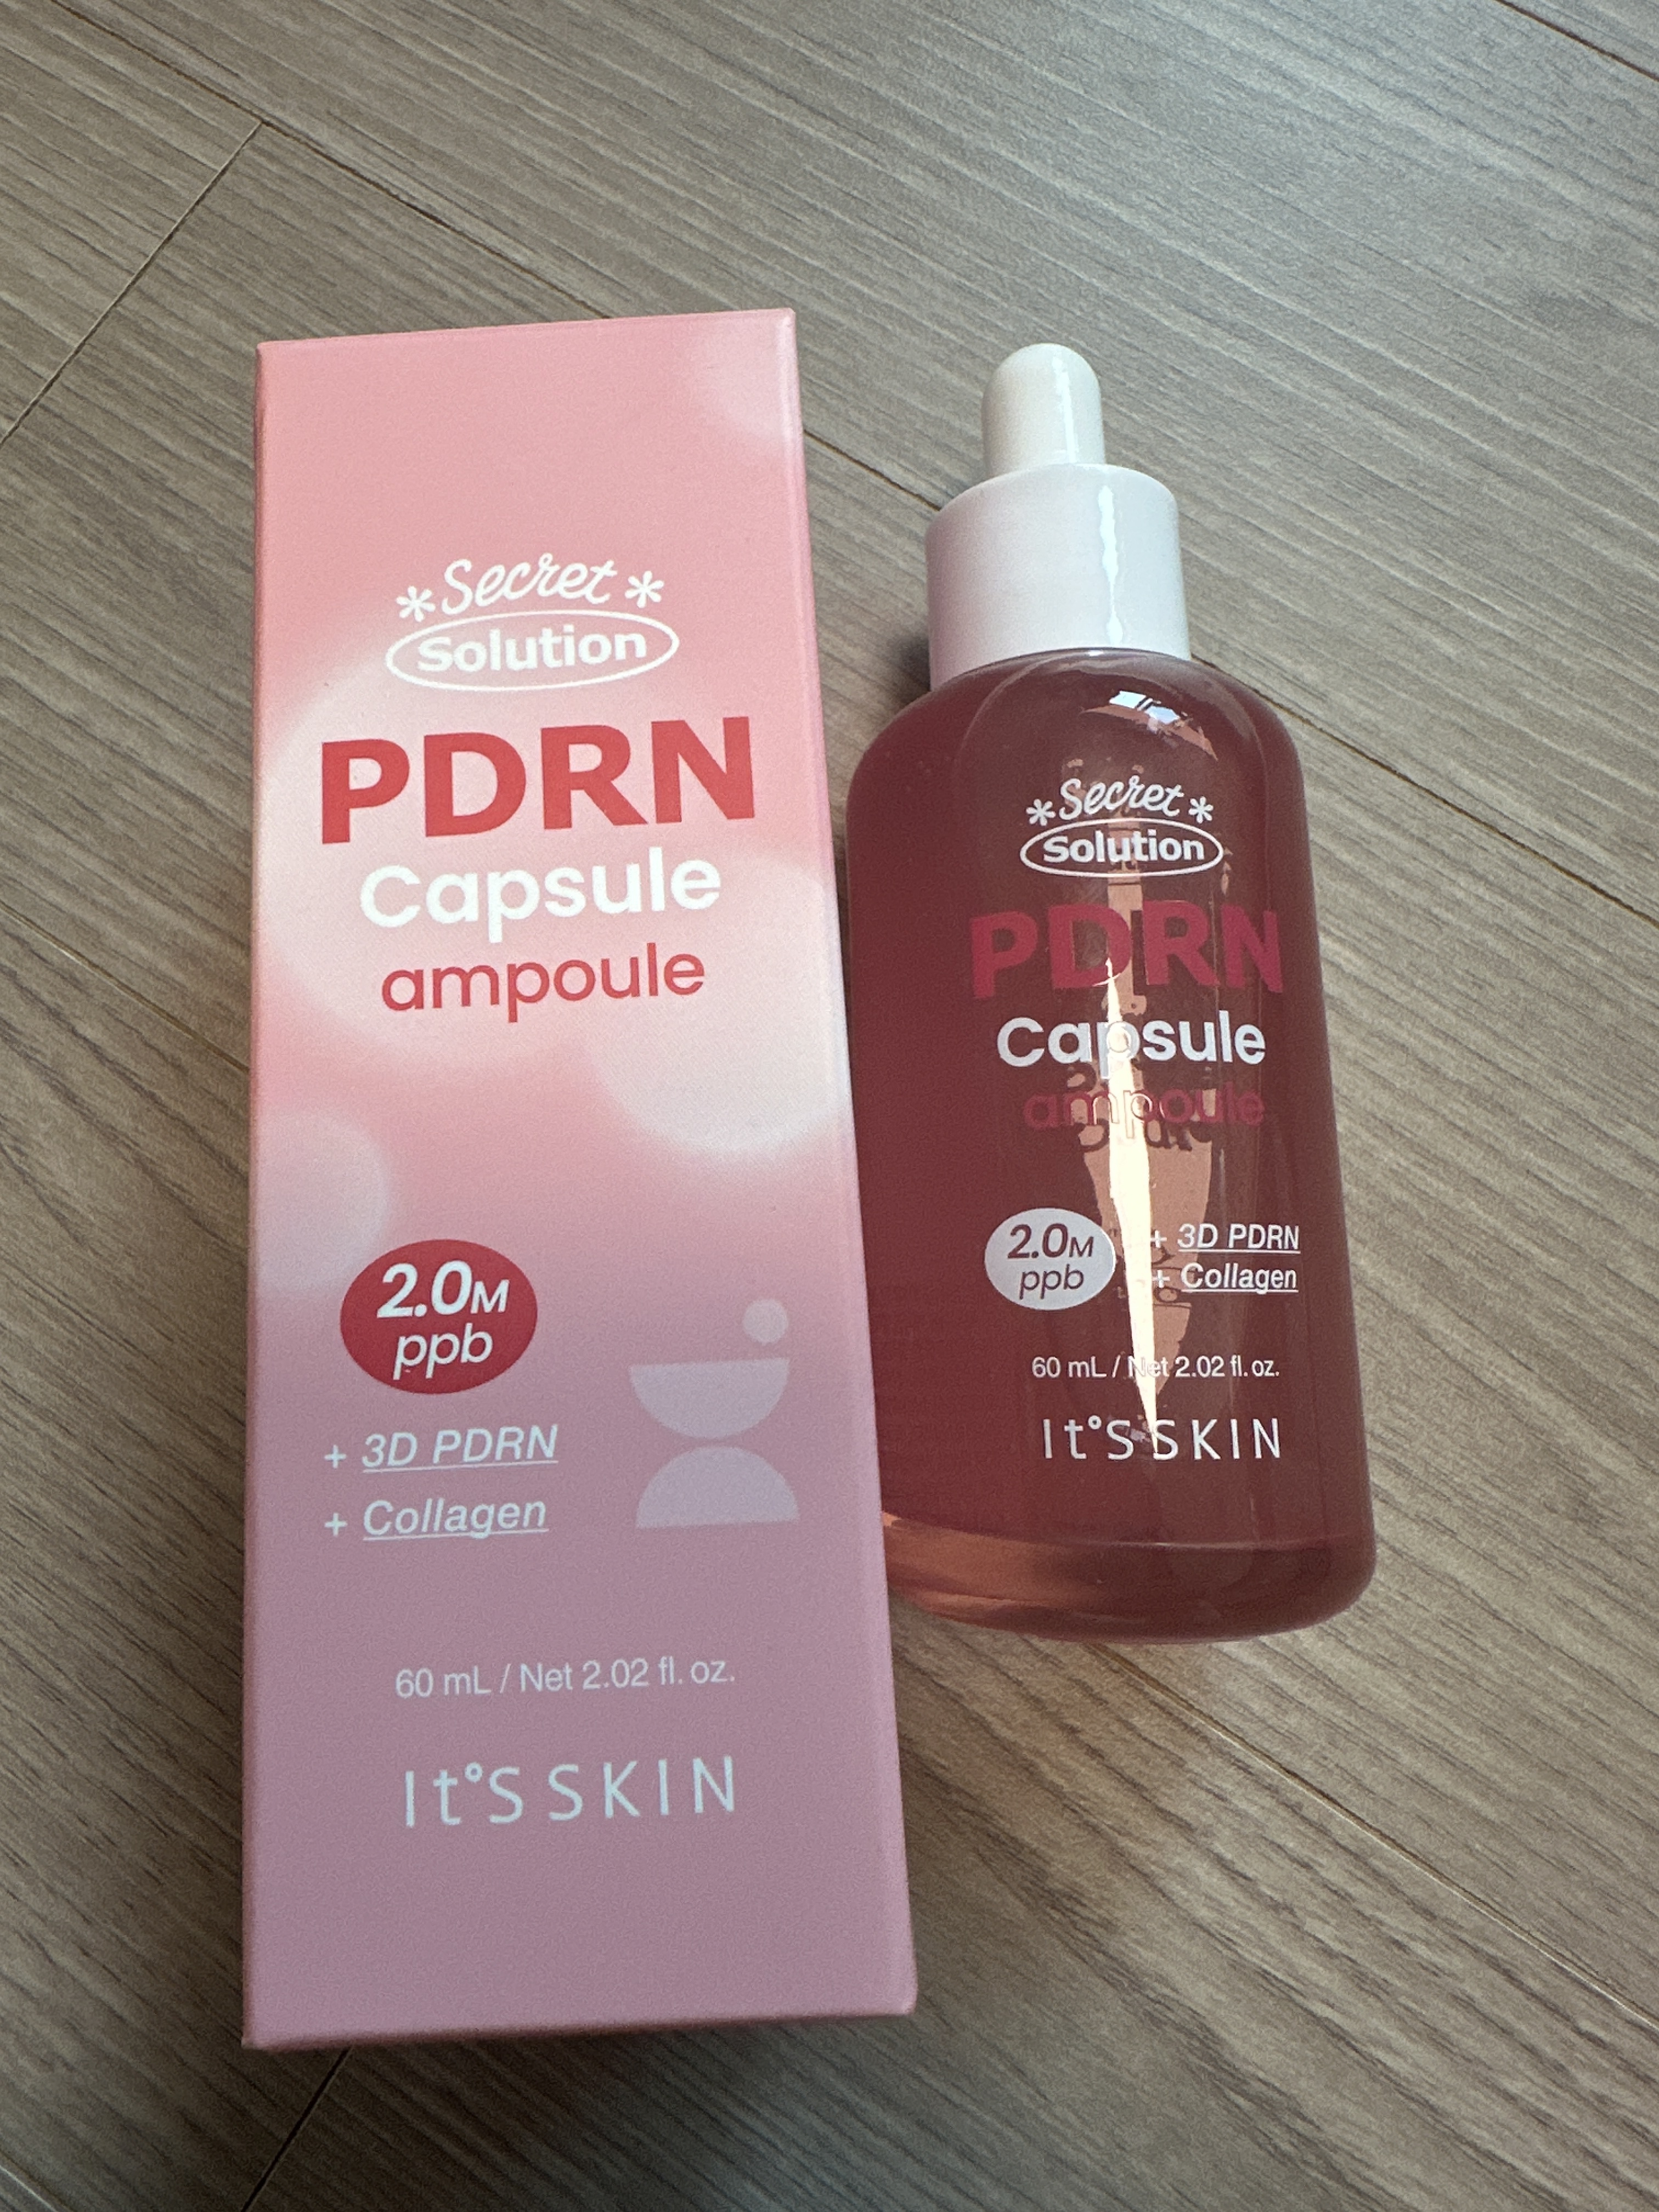 *Secret*
Solution
PDRN
Capsule
ampoule
2.0M
ppb
+ 3D PDRN
+ Collagen
60 mL / Net 2.02 fl. oz.
It°S SKIN
*Secret*
Solution
PDRN
Capsule
ampoule
2.0M
ppb
+ 3D PDRN
+ Collagen
60 mL / Net 2.02 fl. oz.
It°S SKIN